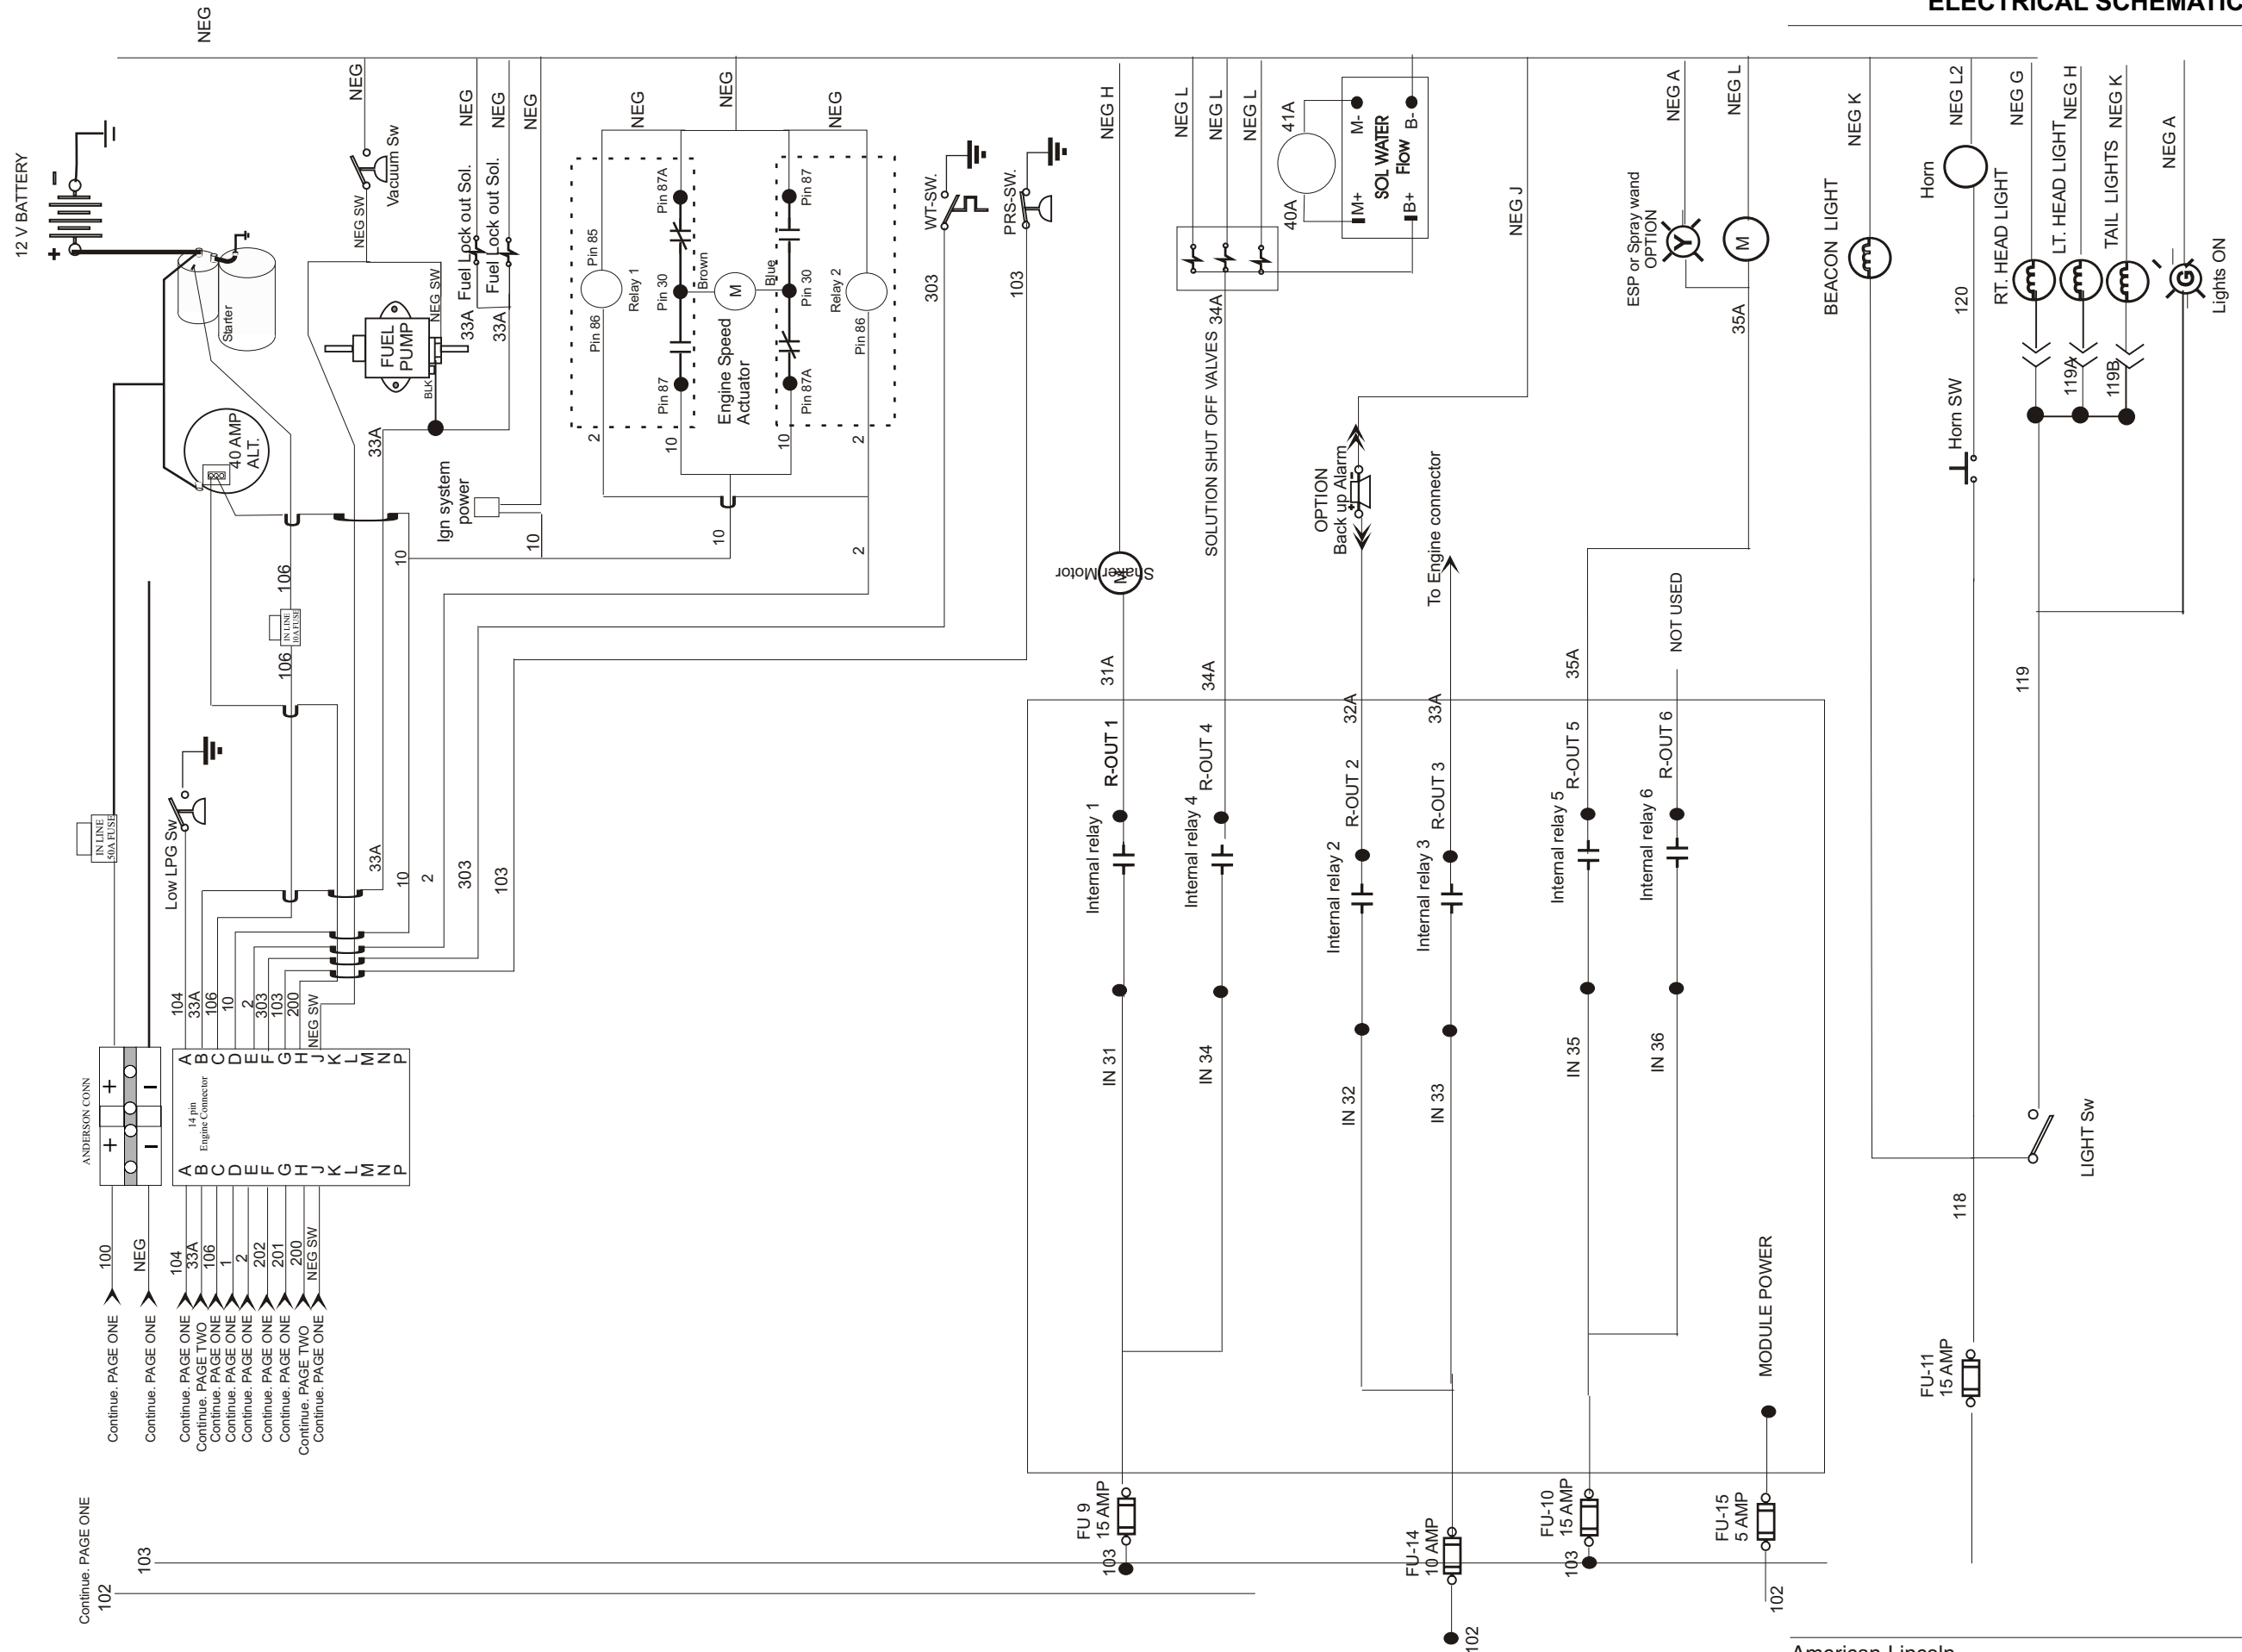 ELECTRICAL SCHEMATIC
NEG
12 V BATTERY
+
-
Starter
40 AMP
ALT.
NEG
NEG SW
Vacuum Sw
FUEL
PUMP
BLK
NEG SW
33A
33A
33A
Fuel Lock out Sol.
Fuel Lock out Sol.
NEG
NEG
NEG
Ign system
power
10
10
NEG
NEG
NEG
Pin 85
Relay 1
Pin 86
Pin 87A
Pin 30
Pin 87
Brown
M
Blue
Engine Speed
Actuator
Pin 87
Pin 30
Pin 87A
Relay 2
Pin 86
2
10
10
2
10
2
WT-SW.
303
PRS-SW.
103
106
IN LINE
10A FUSE
106
IN LINE
50A FUSE
Low LPG Sw
33A
10
2
303
103
104
33A
106
10
2
303
103
200
NEG SW
ANDERSON CONN
+
-
+
-
14 pin
Engine Connector
A
B
C
D
E
F
G
H
J
K
L
M
N
P
A
B
C
D
E
F
G
H
J
K
L
M
N
P
100
NEG
104
33A
106
1
2
202
201
200
NEG SW
Continue. PAGE ONE
Continue. PAGE ONE
Continue. PAGE ONE
Continue. PAGE TWO
Continue. PAGE ONE
Continue. PAGE ONE
Continue. PAGE ONE
Continue. PAGE ONE
Continue. PAGE ONE
Continue. PAGE TWO
Continue. PAGE ONE
Continue. PAGE ONE
102
103
NEG H
Shaker Motor
M
31A
R-OUT 1
Internal relay 1
IN 31
FU 9
15 AMP
103
NEG L
NEG L
NEG L
34A
SOLUTION SHUT OFF VALVES
34A
R-OUT 4
Internal relay 4
IN 34
41A
40A
M-
M+
SOL WATER
Flow
B-
B+
NEG J
OPTION
Back up Alarm
+
-
32A
R-OUT 2
Internal relay 2
IN 32
To Engine connector
33A
R-OUT 3
Internal relay 3
IN 33
FU-14
10 AMP
102
NEG A
NEG L
ESP or Spray wand
OPTION
Y
M
35A
35A
R-OUT 5
Internal relay 5
IN 35
FU-10
15 AMP
103
NOT USED
R-OUT 6
Internal relay 6
IN 36
MODULE POWER
FU-15
5 AMP
102
NEG K
BEACON LIGHT
NEG L2
Horn
120
Horn SW
118
FU-11
15 AMP
NEG G
RT. HEAD LIGHT
NEG H
LT. HEAD LIGHT
NEG K
TAIL LIGHTS
119A
119B
NEG A
G
Lights ON
119
LIGHT Sw
American-Lincoln